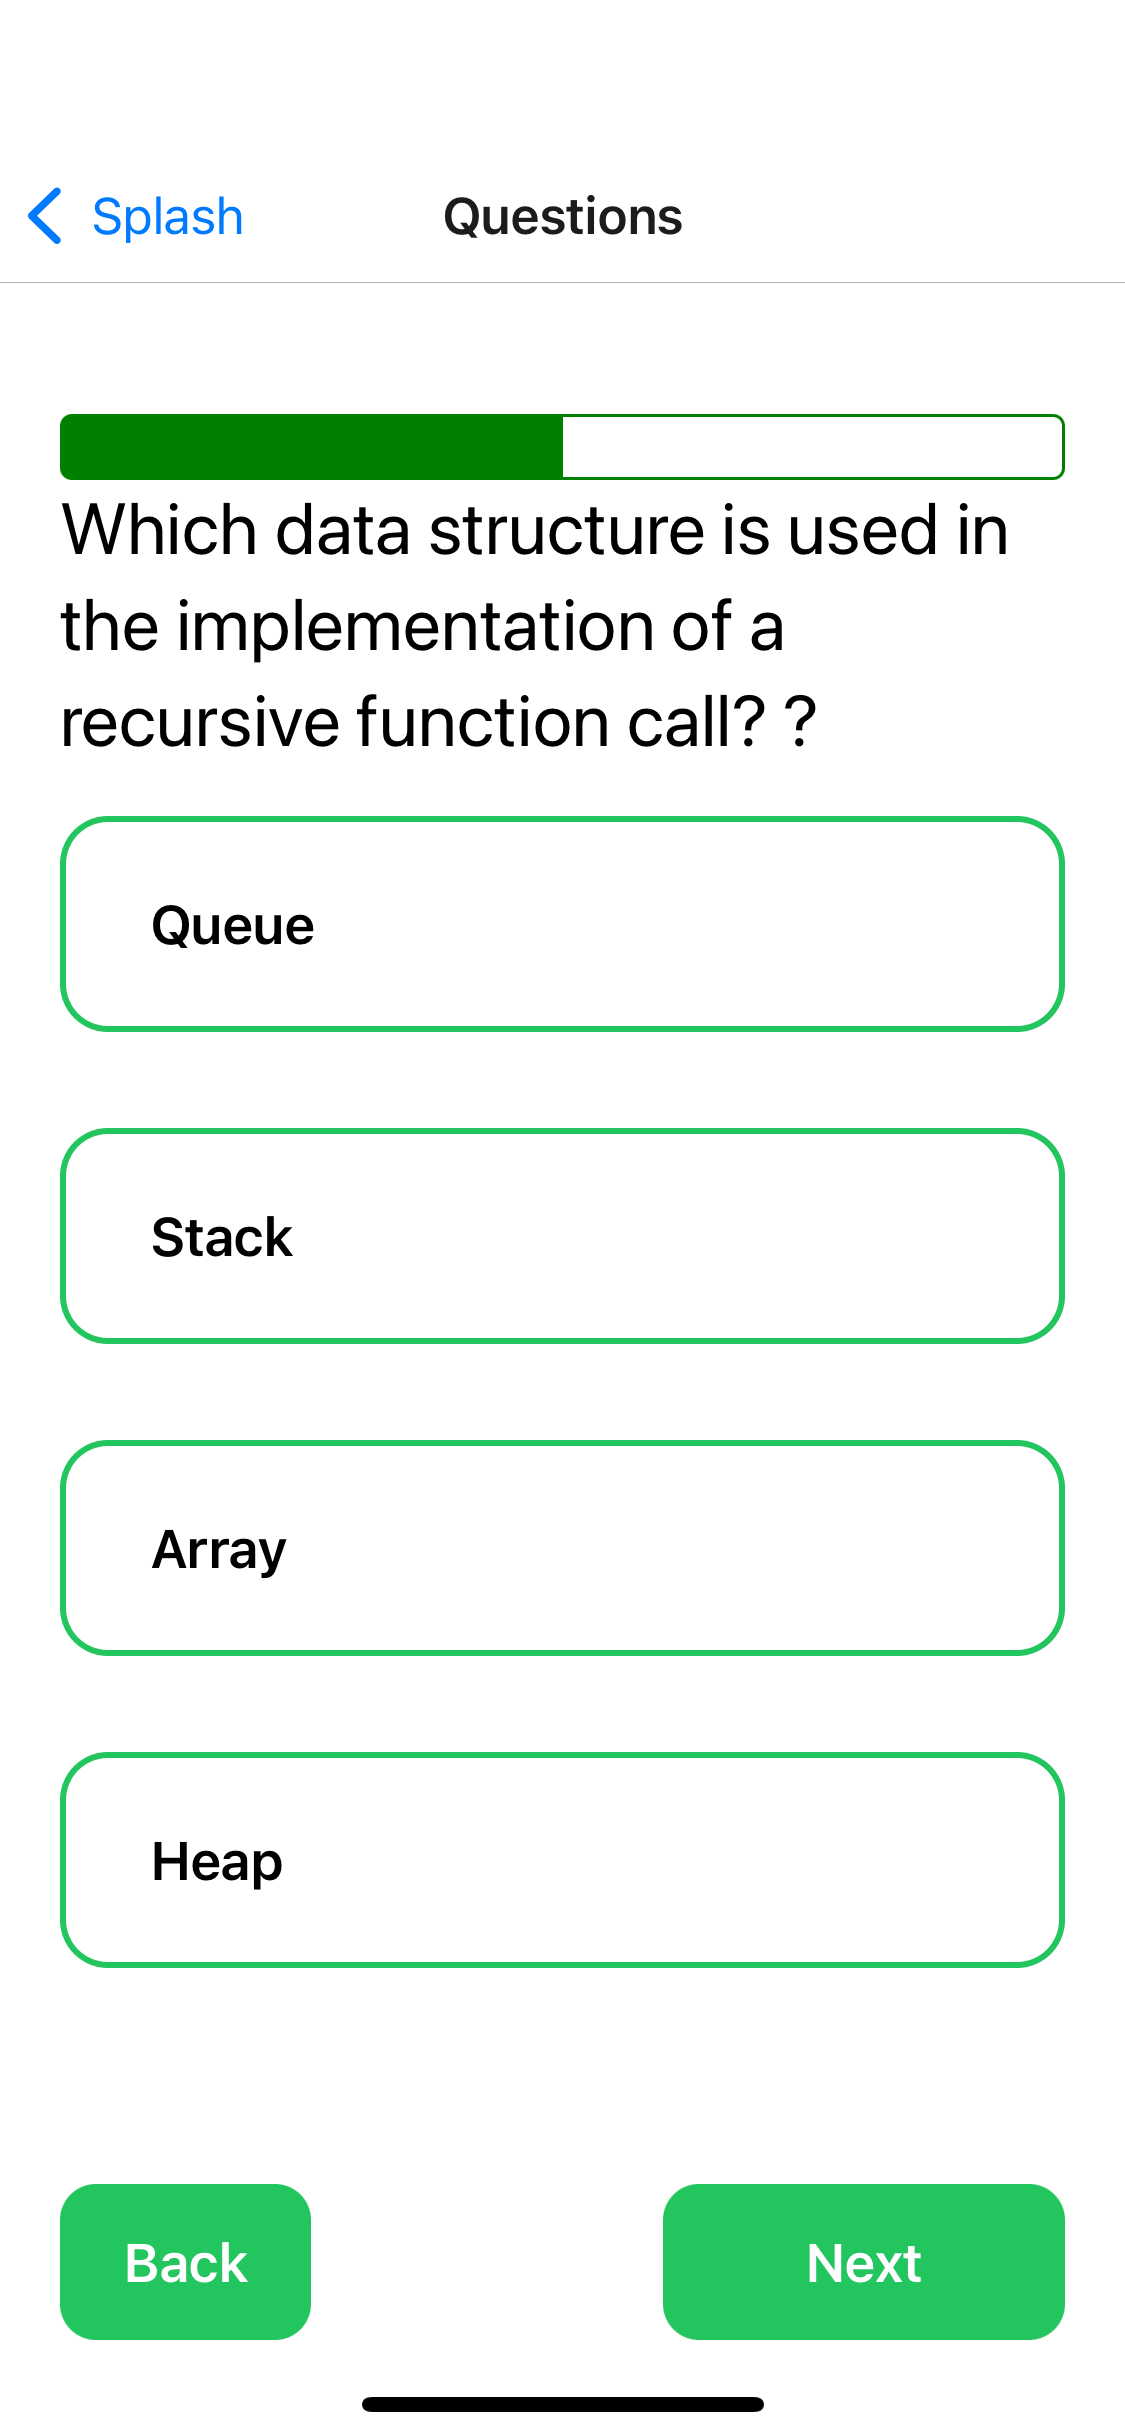 Splash
Questions
Which data structure is used in
the implementation of a
recursive function call? ?
Queue
Stack
Array
Heap
Back
Next